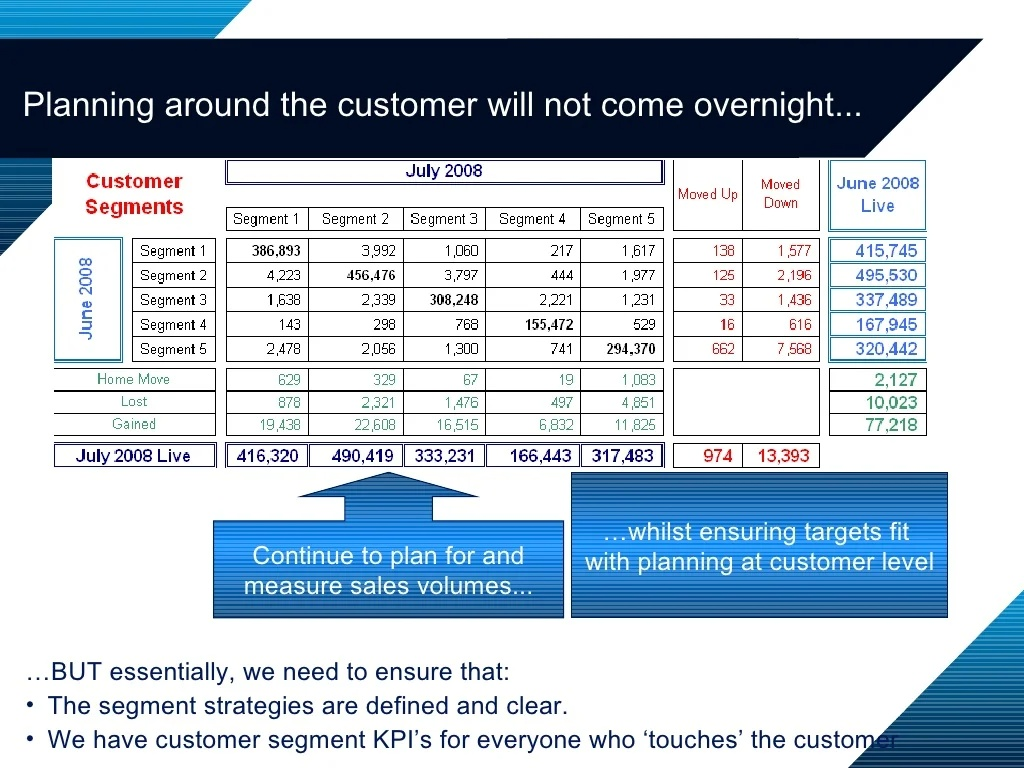 Planning around the customer will not come overnight...
Customer Segments July 2008 Moved Up Moved Down June 2008 Live
Segment 1 Segment 2 Segment 3 Segment 4 Segment 5
June 2008
Segment 1 386,893 3,992 1,060 217 1,617 138 1,577 415,745
Segment 2 4,223 456,476 3,797 444 1,977 125 2,196 495,530
Segment 3 1,638 2,339 308,248 2,221 1,231 33 1,436 337,489
Segment 4 143 298 768 155,472 529 16 616 167,945
Segment 5 2,478 2,056 1,300 741 294,370 662 7,568 320,442
Home Move 629 329 67 19 1,083 2,127
Lost 878 2,321 1,476 497 4,851 10,023
Gained 19,438 22,608 16,515 6,832 11,825 77,218
July 2008 Live 416,320 490,419 333,231 166,443 317,483 974 13,393
Continue to plan for and
measure sales volumes...
…whilst ensuring targets fit
with planning at customer level
…BUT essentially, we need to ensure that:
• The segment strategies are defined and clear.
• We have customer segment KPI’s for everyone who ‘touches’ the customer